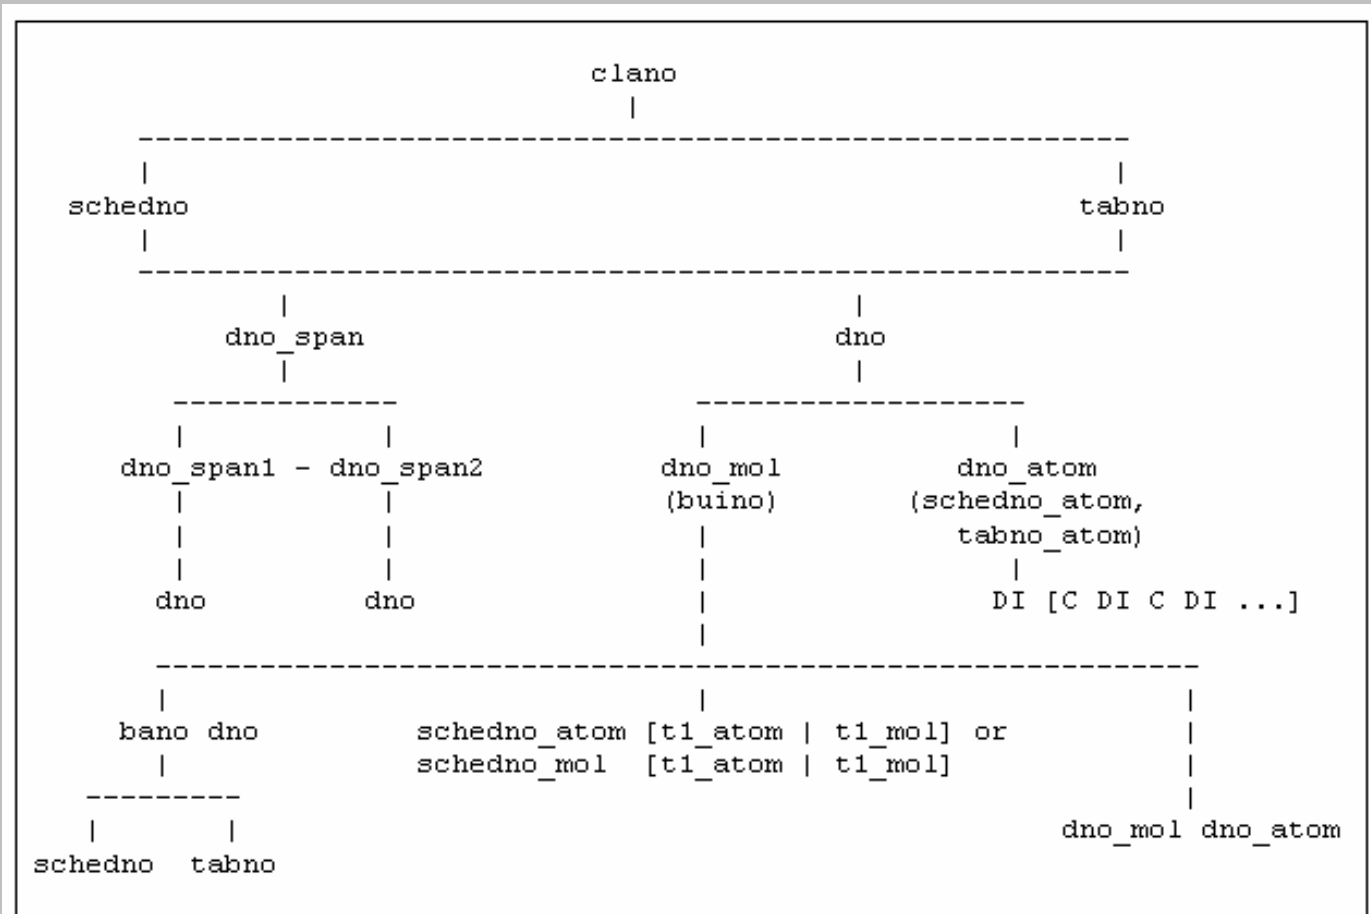 clano
|
---------------------------------------------------------
| |
schedno tabno
| |
---------------------------------------------------------
| |
dno_span dno
| |
------------- -------------------
| | | |
dno_span1 - dno_span2 dno_mol dno_atom
| | (buino) (schedno_atom,
| | | tabno_atom)
| | | |
dno dno | DI [C DI C DI ...]
|
------------------------------------------------------------
| | |
bano dno schedno_atom [t1_atom | t1_mol] or |
| schedno_mol [t1_atom | t1_mol] |
--------- |
| | dno_mol dno_atom
schedno tabno